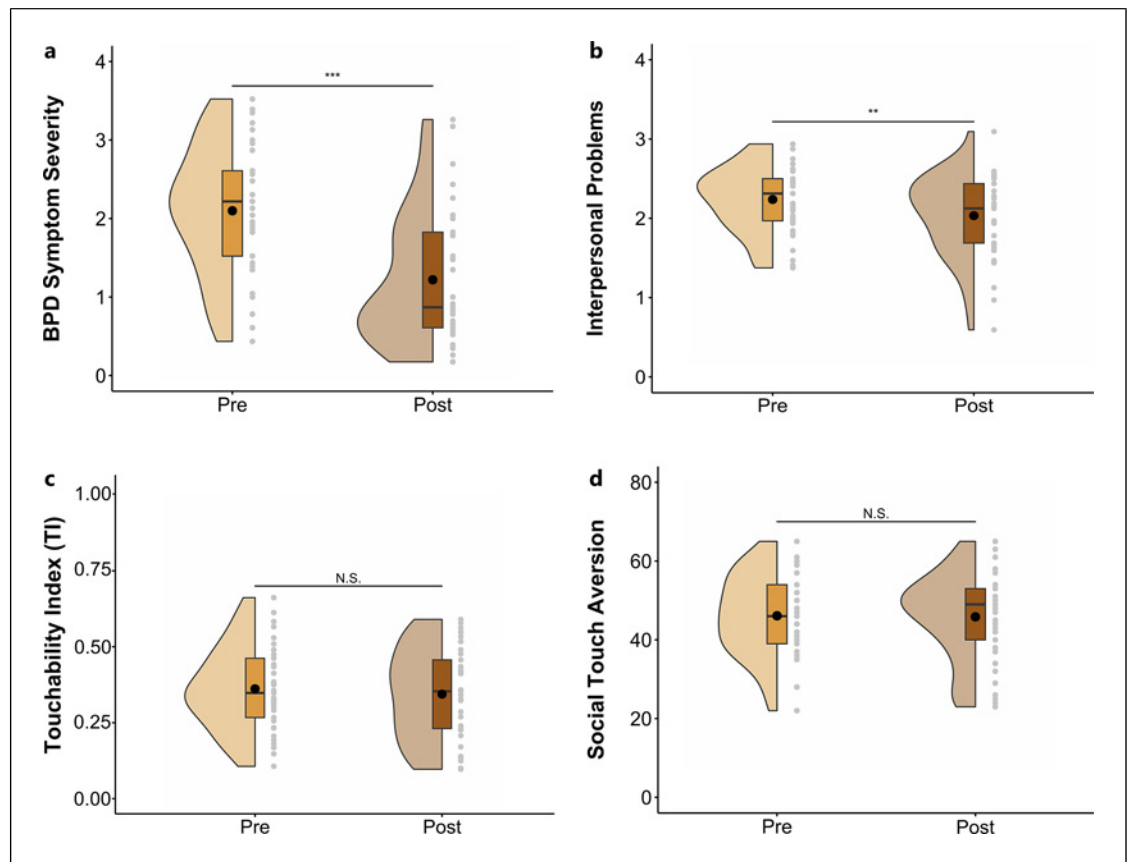 a
BPD Symptom Severity
4
3
2
1
0
***
Pre
Post
b
Interpersonal Problems
4
3
2
1
0
**
Pre
Post
c
Touchability Index (TI)
1.00
0.75
0.50
0.25
0.00
N.S.
Pre
Post
d
Social Touch Aversion
80
60
40
20
0
N.S.
Pre
Post